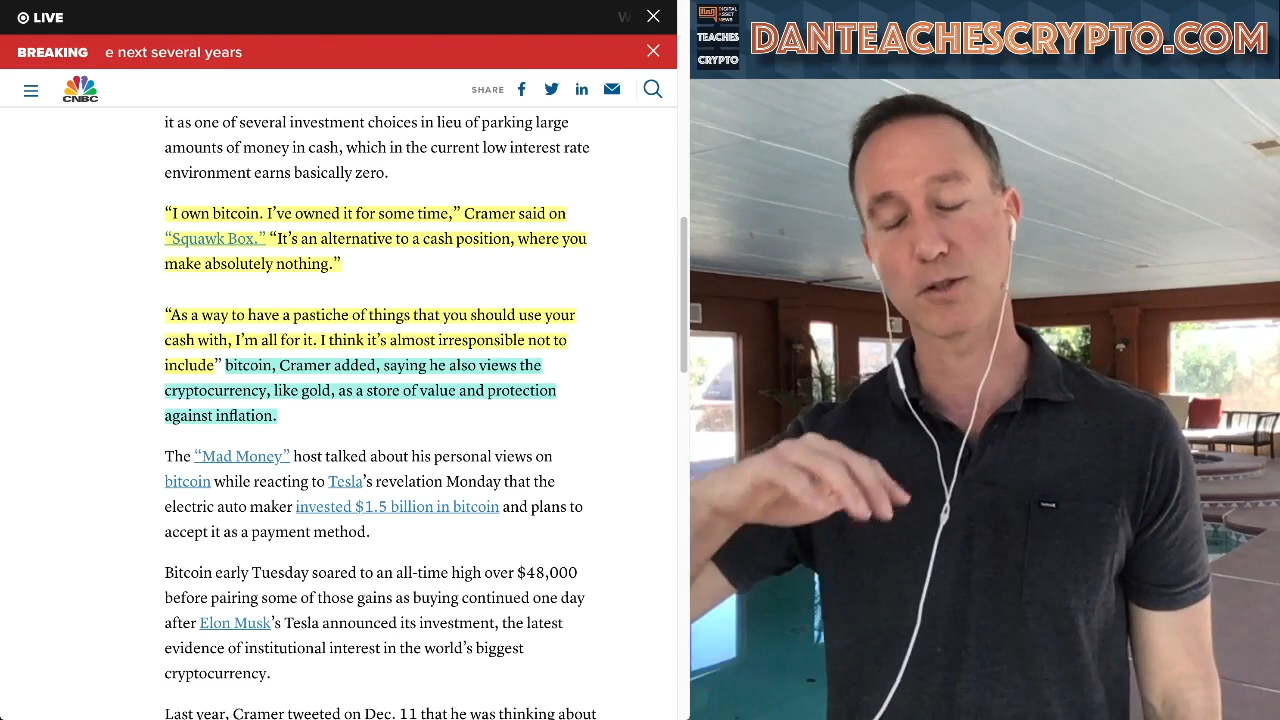 LIVE
W
BREAKING e next several years
CNBC
SHARE
it as one of several investment choices in lieu of parking large
amounts of money in cash, which in the current low interest rate
environment earns basically zero.
“I own bitcoin. I’ve owned it for some time,” Cramer said on
“Squawk Box.” “It’s an alternative to a cash position, where you
make absolutely nothing.”
“As a way to have a pastiche of things that you should use your
cash with, I’m all for it. I think it’s almost irresponsible not to
include” bitcoin, Cramer added, saying he also views the
cryptocurrency, like gold, as a store of value and protection
against inflation.
The “Mad Money” host talked about his personal views on
bitcoin while reacting to Tesla’s revelation Monday that the
electric auto maker invested $1.5 billion in bitcoin and plans to
accept it as a payment method.
Bitcoin early Tuesday soared to an all-time high over $48,000
before pairing some of those gains as buying continued one day
after Elon Musk’s Tesla announced its investment, the latest
evidence of institutional interest in the world’s biggest
cryptocurrency.
Last year, Cramer tweeted on Dec. 11 that he was thinking about
DIGITAL
ASSET
NEWS
TEACHES
CRYPTO
DANTEACHESCRYPTO.COM